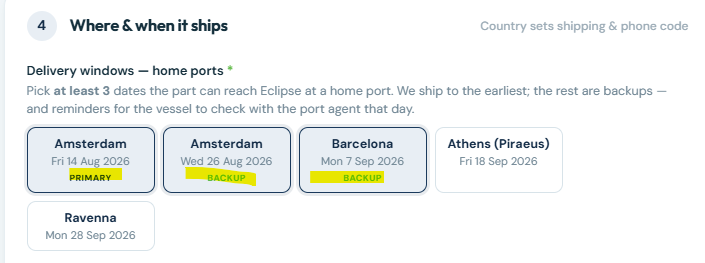 4 Where & when it ships
Country sets shipping & phone code
Delivery windows — home ports *
Pick at least 3 dates the part can reach Eclipse at a home port. We ship to the earliest; the rest are backups —
and reminders for the vessel to check with the port agent that day.
Amsterdam
Fri 14 Aug 2026
PRIMARY
Amsterdam
Wed 26 Aug 2026
BACKUP
Barcelona
Mon 7 Sep 2026
BACKUP
Athens (Piraeus)
Fri 18 Sep 2026
Ravenna
Mon 28 Sep 2026